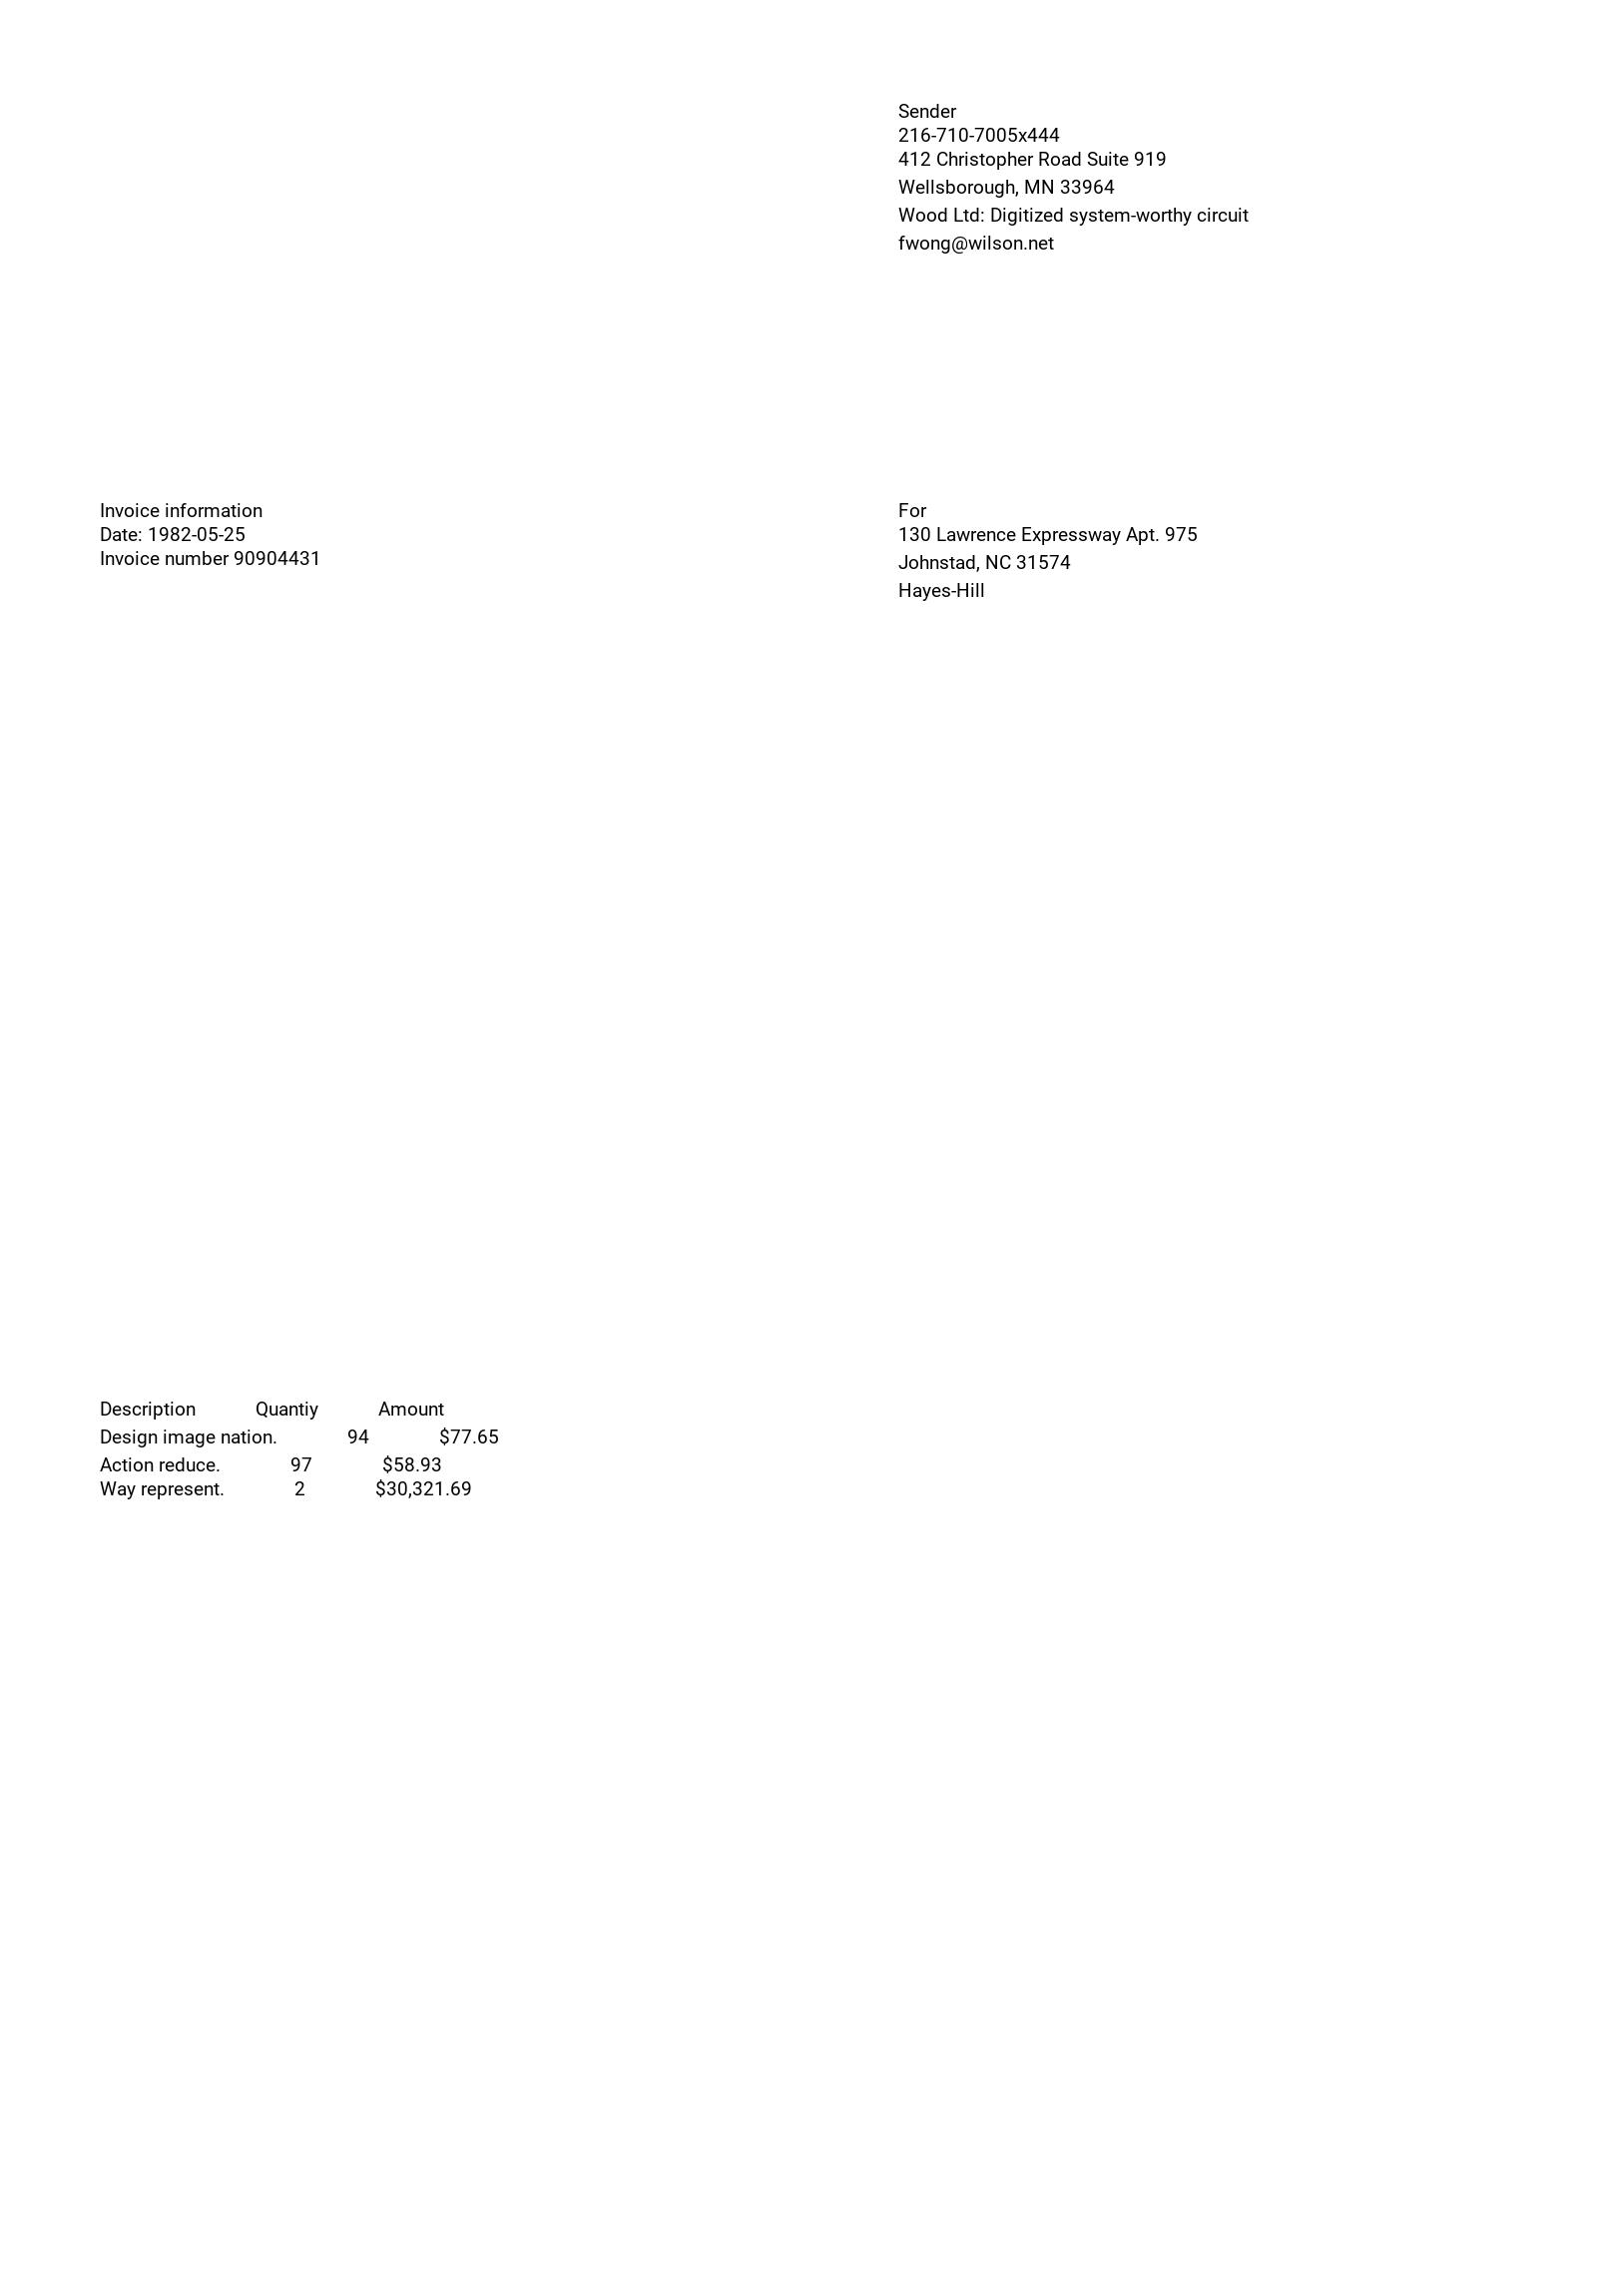 Sender
216-710-7005x444
412 Christopher Road Suite 919
Wellsborough, MN 33964
Wood Ltd: Digitized system-worthy circuit
fwong@wilson.net
Invoice information
Date: 1982-05-25
Invoice number 90904431
For
130 Lawrence Expressway Apt. 975
Johnstad, NC 31574
Hayes-Hill
Description Quantiy Amount
Design image nation. 94 $77.65
Action reduce. 97 $58.93
Way represent. 2 $30,321.69